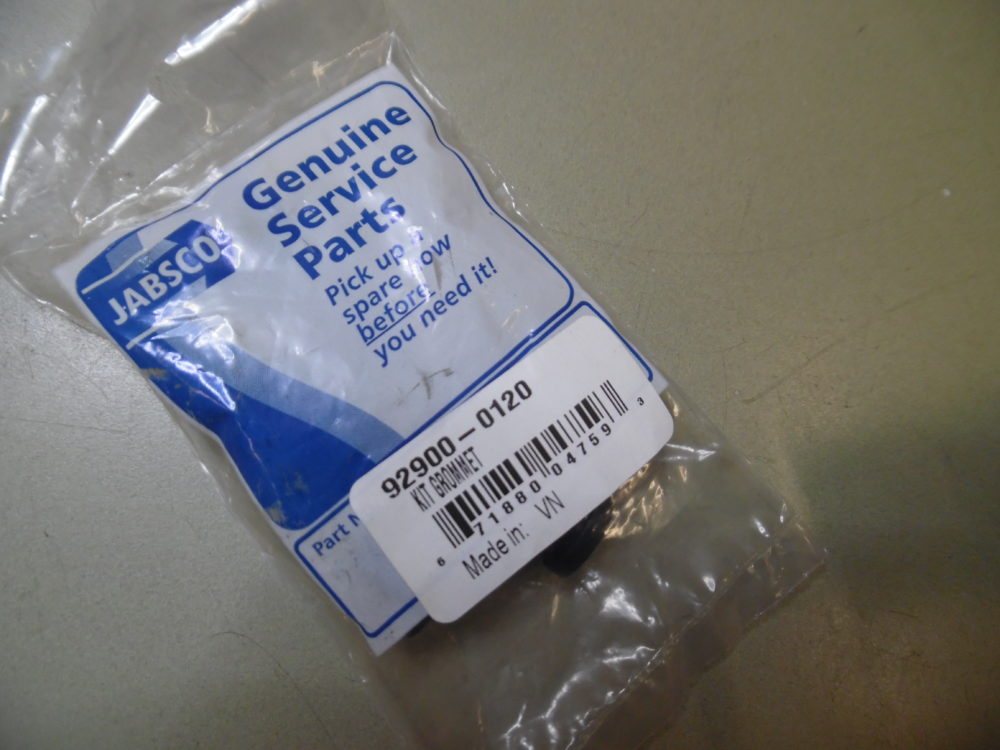 JABSCO
Genuine
Service
Parts
Pick up a
spare now
before
you need it!
Part N
92900-0120
KIT GROMMET
6 71880 04759 3
Made in: VN